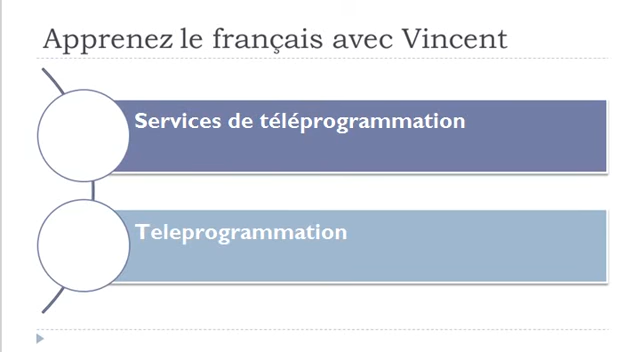 Apprenez le français avec Vincent
Services de téléprogrammation
Teleprogrammation